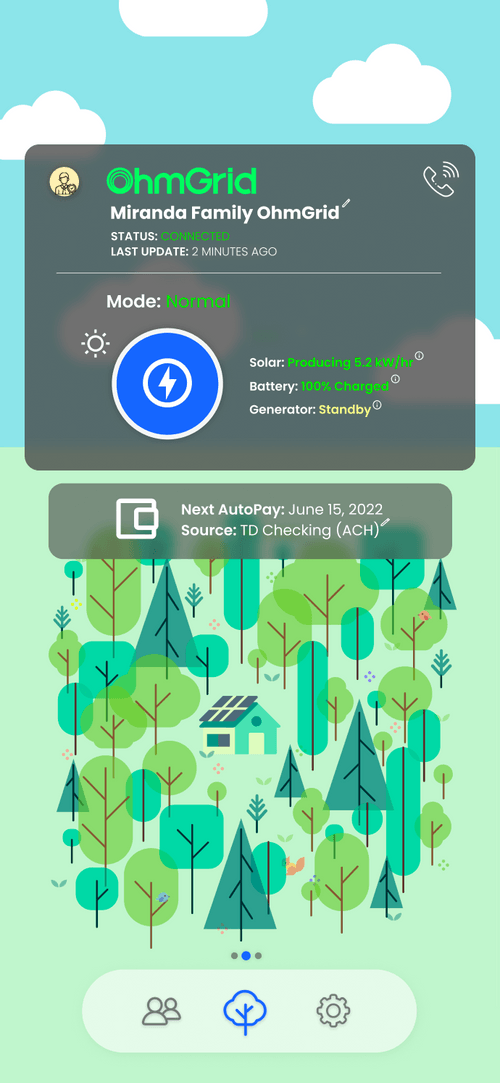 OhmGrid
Miranda Family OhmGrid
STATUS: CONNECTED
LAST UPDATE: 2 MINUTES AGO
Mode: Normal
Solar: Producing 5.2 kW/hr
Battery: 100% Charged
Generator: Standby
Next AutoPay: June 15, 2022
Source: TD Checking (ACH)